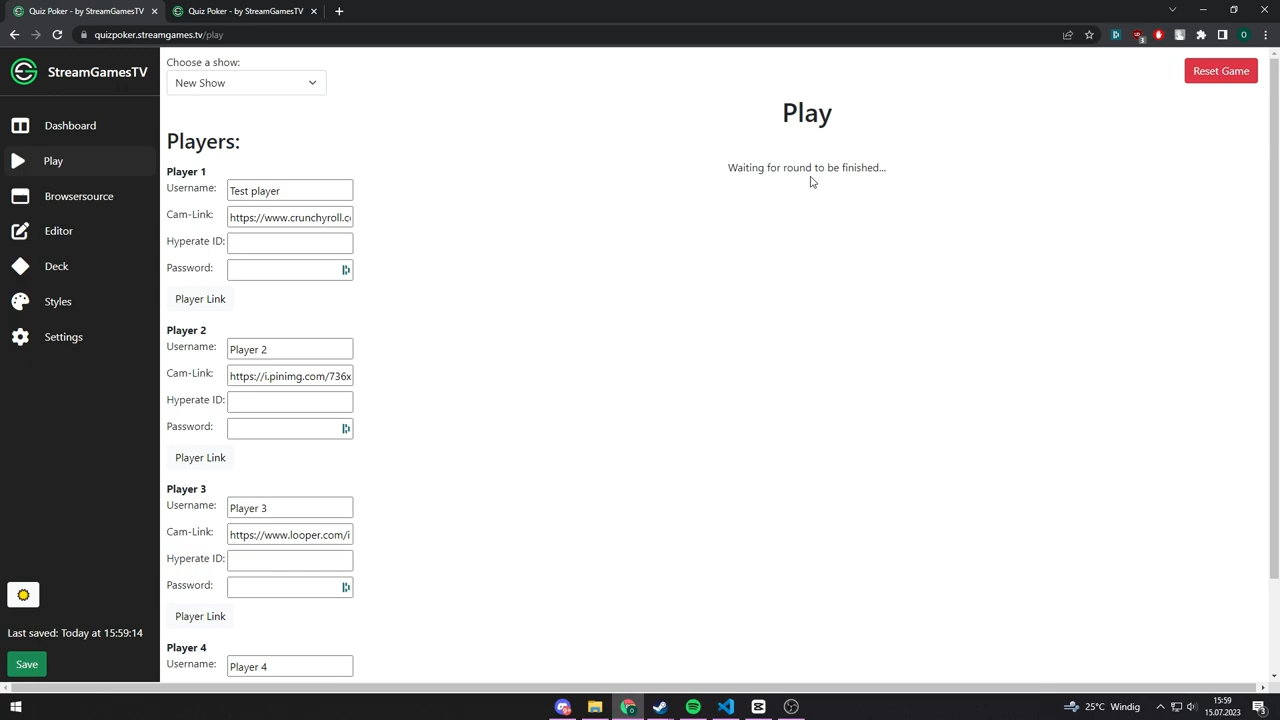 Quiz Poker - by StreamGamesTV
Quiz Poker - by StreamGamesTV
quizpoker.streamgames.tv/play
StreamGamesTV
Dashboard
Play
Browsersource
Editor
Deck
Styles
Settings
Last saved: Today at 15:59:14
Save
Choose a show:
New Show
Reset Game
Play
Waiting for round to be finished...
Players:
Player 1
Username: Test player
Cam-Link: https://www.crunchyroll.c
Hyperate ID:
Password:
Player Link
Player 2
Username: Player 2
Cam-Link: https://i.pinimg.com/736x
Hyperate ID:
Password:
Player Link
Player 3
Username: Player 3
Cam-Link: https://www.looper.com/i
Hyperate ID:
Password:
Player Link
Player 4
Username: Player 4
25°C Windig
15:59
15.07.2023